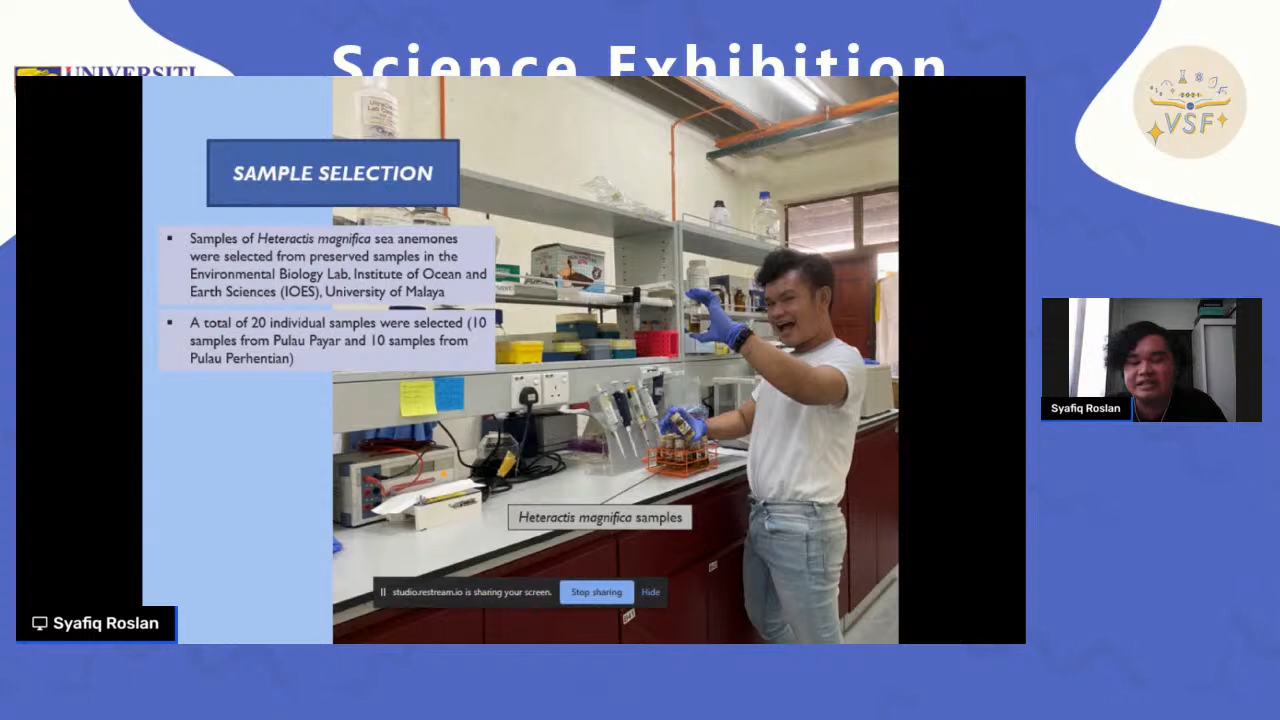 Science Exhibition
UNIVERSITI
2021
VSF
SAMPLE SELECTION
▪ Samples of Heteractis magnifica sea anemones
were selected from preserved samples in the
Environmental Biology Lab, Institute of Ocean and
Earth Sciences (IOES), University of Malaya
▪ A total of 20 individual samples were selected (10
samples from Pulau Payar and 10 samples from
Pulau Perhentian)
Heteractis magnifica samples
studio.restream.io is sharing your screen.
Stop sharing
Hide
Syafiq Roslan
Syafiq Roslan